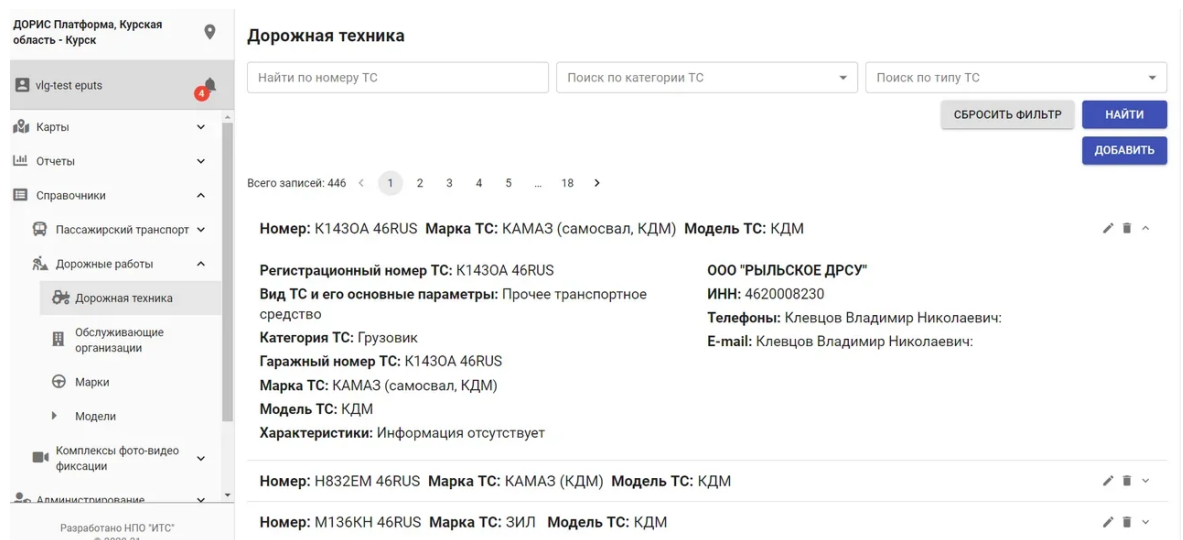 ДОРИС Платформа, Курская
область - Курск
vlg-test eputs
4
Карты
Отчеты
Справочники
Пассажирский транспорт
Дорожные работы
Дорожная техника
Обслуживающие
организации
Марки
Модели
Комплексы фото-видео
фиксации
Администрирование
Разработано НПО "ИТС"
Дорожная техника
Найти по номеру ТС
Поиск по категории ТС
Поиск по типу ТС
СБРОСИТЬ ФИЛЬТР
НАЙТИ
ДОБАВИТЬ
Всего записей: 446 < 1 2 3 4 5 ... 18 >
Номер: К143ОА 46RUS Марка ТС: КАМАЗ (самосвал, КДМ) Модель ТС: КДМ
Регистрационный номер ТС: К143ОА 46RUS
Вид ТС и его основные параметры: Прочее транспортное
средство
Категория ТС: Грузовик
Гаражный номер ТС: К143ОА 46RUS
Марка ТС: КАМАЗ (самосвал, КДМ)
Модель ТС: КДМ
Характеристики: Информация отсутствует
ООО "РЫЛЬСКОЕ ДРСУ"
ИНН: 4620008230
Телефоны: Клевцов Владимир Николаевич:
E-mail: Клевцов Владимир Николаевич:
Номер: Н832ЕМ 46RUS Марка ТС: КАМАЗ (КДМ) Модель ТС: КДМ
Номер: М136КН 46RUS Марка ТС: ЗИЛ Модель ТС: КДМ